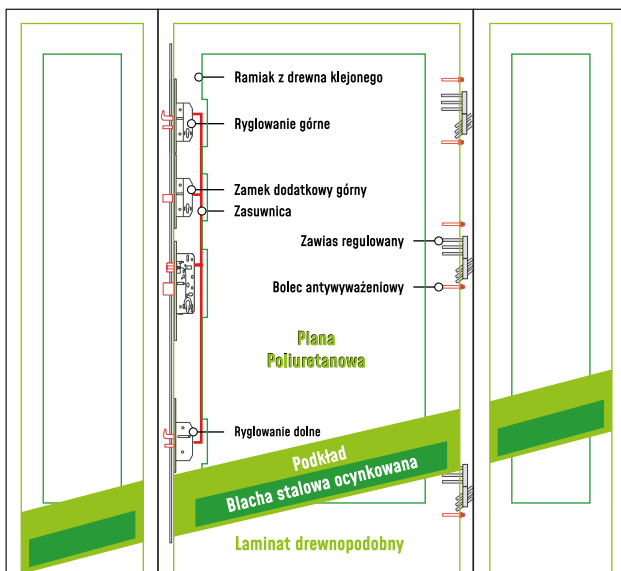 Ramiak z drewna klejonego
Ryglowanie górne
Zamek dodatkowy górny
Zasuwnica
Zawias regulowany
Bolec antywyważeniowy
Piana
Poliuretanowa
Ryglowanie dolne
Podkład
Blacha stalowa ocynkowana
Laminat drewnopodobny